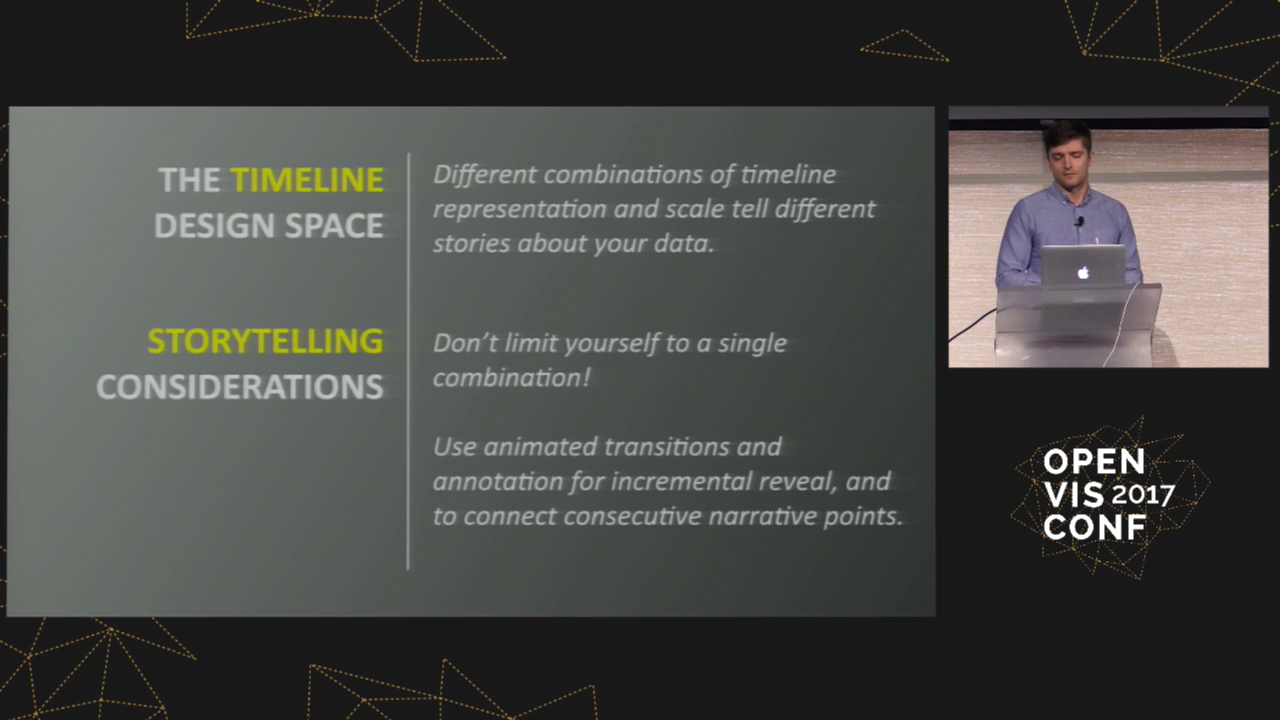 THE TIMELINE
DESIGN SPACE
Different combinations of timeline
representation and scale tell different
stories about your data.
STORYTELLING
CONSIDERATIONS
Don’t limit yourself to a single
combination!
Use animated transitions and
annotation for incremental reveal, and
to connect consecutive narrative points.
OPEN
VIS 2017
CONF